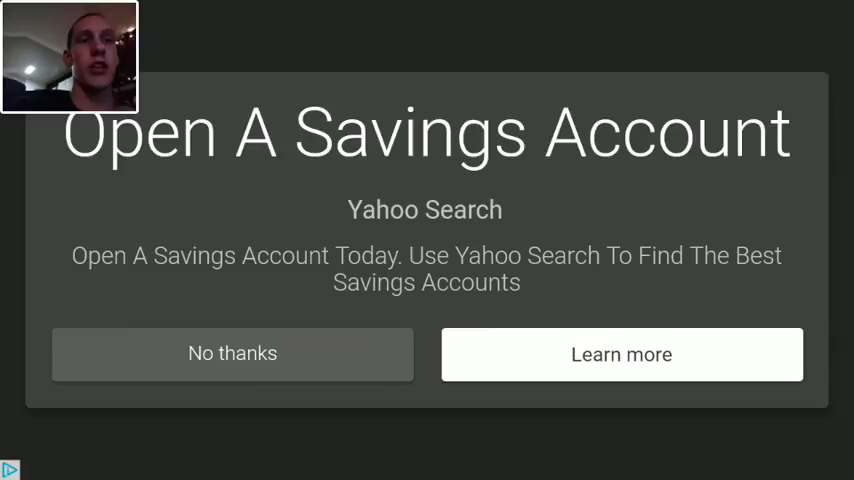 Open A Savings Account
Yahoo Search
Open A Savings Account Today. Use Yahoo Search To Find The Best
Savings Accounts
No thanks
Learn more